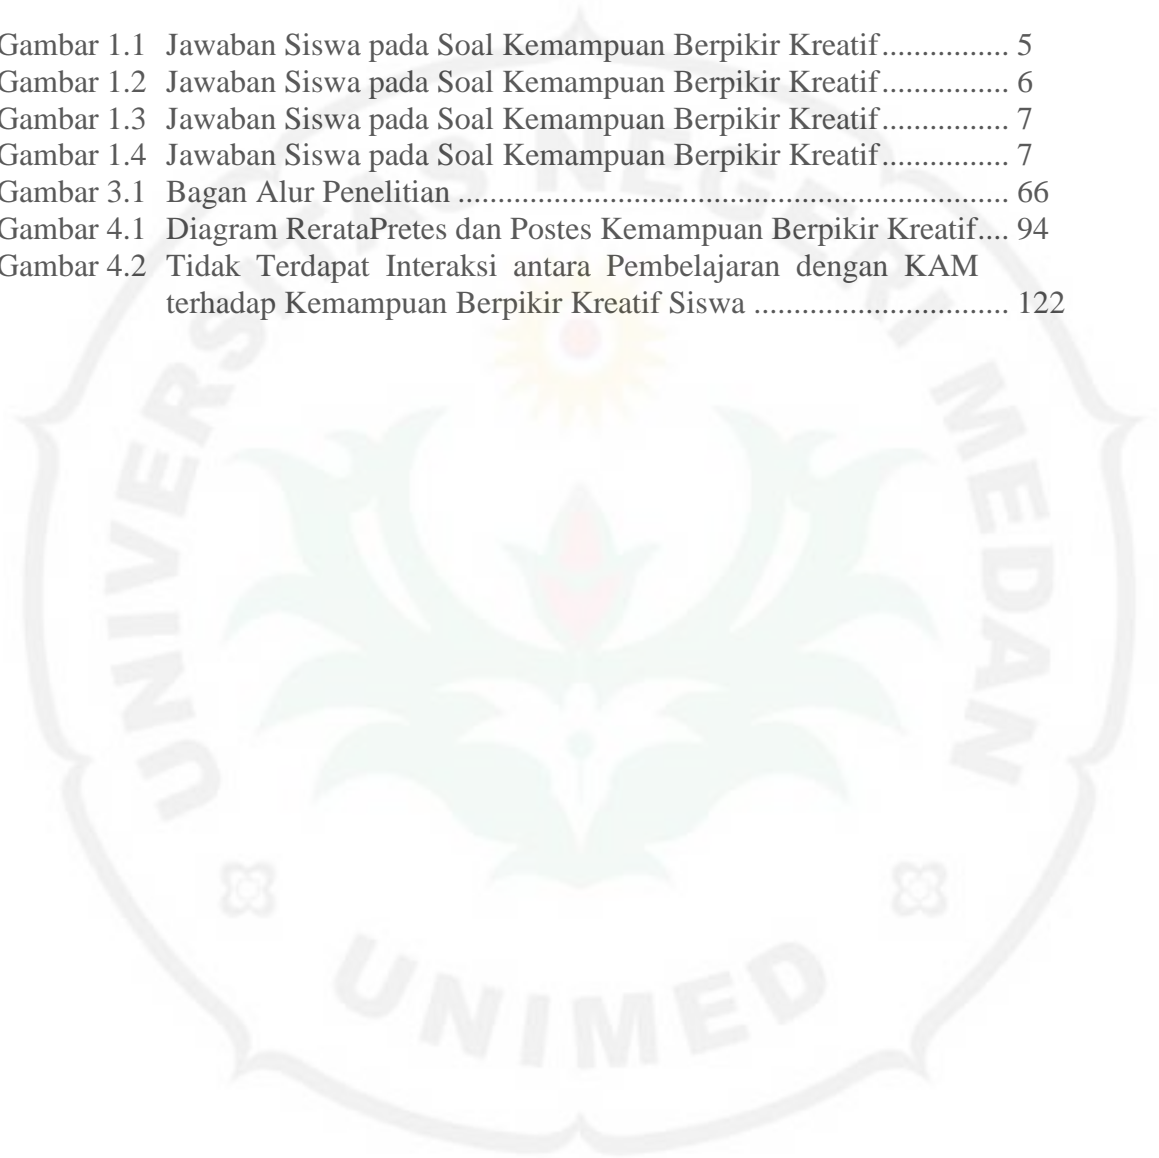 Gambar 1.1 Jawaban Siswa pada Soal Kemampuan Berpikir Kreatif ................ 5
Gambar 1.2 Jawaban Siswa pada Soal Kemampuan Berpikir Kreatif ................ 6
Gambar 1.3 Jawaban Siswa pada Soal Kemampuan Berpikir Kreatif ................ 7
Gambar 1.4 Jawaban Siswa pada Soal Kemampuan Berpikir Kreatif ................ 7
Gambar 3.1 Bagan Alur Penelitian ..................................................................... 66
Gambar 4.1 Diagram RerataPretes dan Postes Kemampuan Berpikir Kreatif.... 94
Gambar 4.2 Tidak Terdapat Interaksi antara Pembelajaran dengan KAM
terhadap Kemampuan Berpikir Kreatif Siswa ................................ 122
UNIVERSITAS NEGERI MEDAN
UNIMED